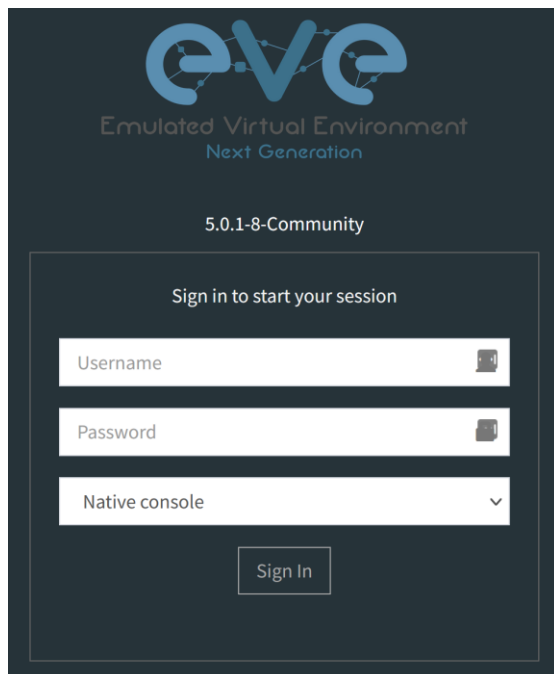 eve
Emulated Virtual Environment
Next Generation
5.0.1-8-Community
Sign in to start your session
Username
Password
Native console
Sign In